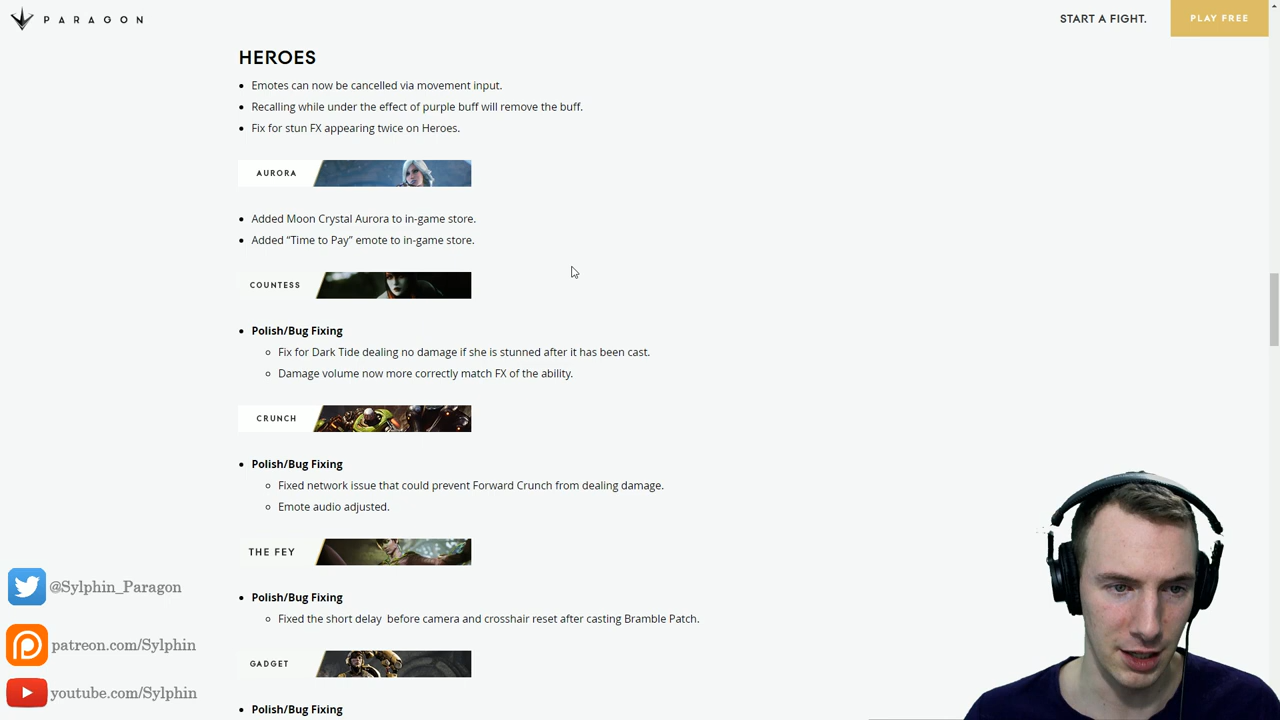 PARAGON
START A FIGHT.
PLAY FREE
HEROES
• Emotes can now be cancelled via movement input.
• Recalling while under the effect of purple buff will remove the buff.
• Fix for stun FX appearing twice on Heroes.
AURORA
• Added Moon Crystal Aurora to in-game store.
• Added “Time to Pay” emote to in-game store.
COUNTESS
• Polish/Bug Fixing
○ Fix for Dark Tide dealing no damage if she is stunned after it has been cast.
○ Damage volume now more correctly match FX of the ability.
CRUNCH
• Polish/Bug Fixing
○ Fixed network issue that could prevent Forward Crunch from dealing damage.
○ Emote audio adjusted.
THE FEY
• Polish/Bug Fixing
○ Fixed the short delay before camera and crosshair reset after casting Bramble Patch.
GADGET
• Polish/Bug Fixing
@Sylphin_Paragon
patreon.com/Sylphin
youtube.com/Sylphin